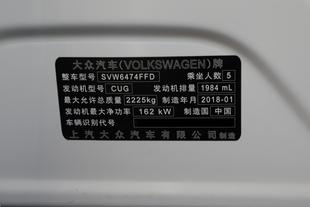 大众汽车(VOLKSWAGEN)牌
整车型号 SVW6474FFD 乘坐人数 5
发动机型号 CUG 发动机排量 1984 mL
最大允许总质量 2225kg 制造年月 2018-01
发动机最大净功率 162 kW 制造国 中国
车辆识别代号
上汽大众汽车有限公司 制造